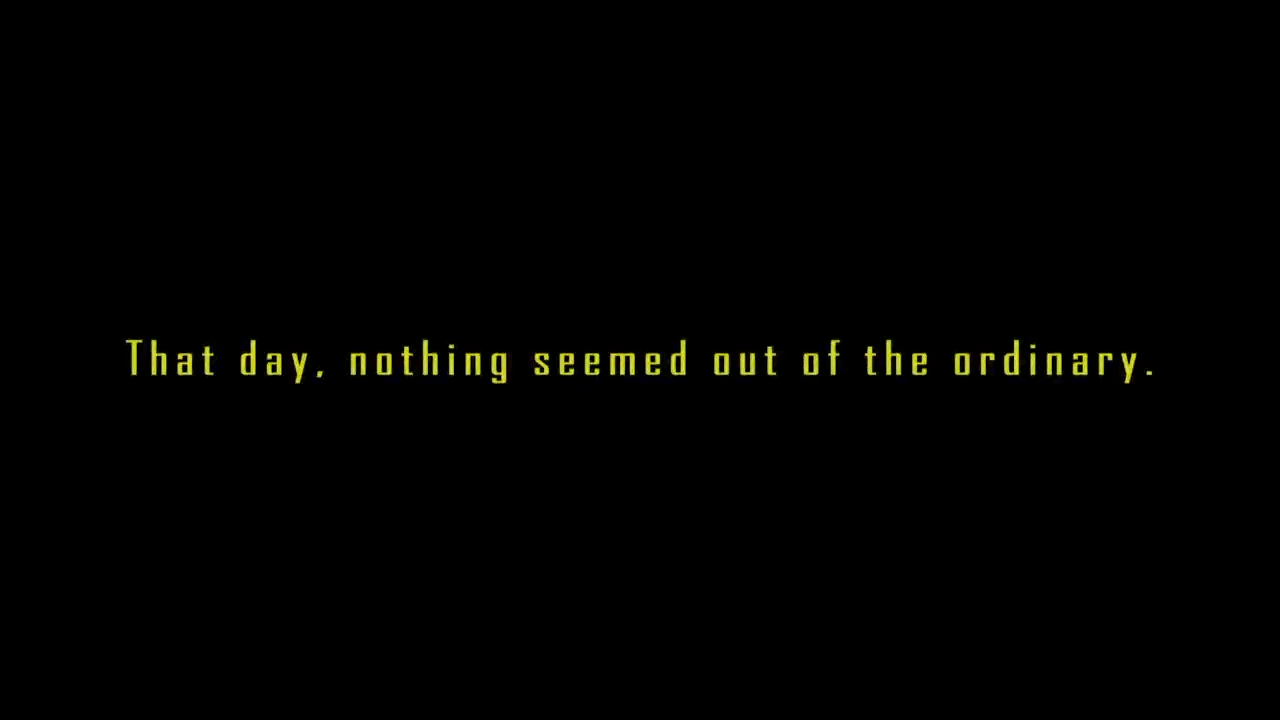 That day, nothing seemed out of the ordinary.